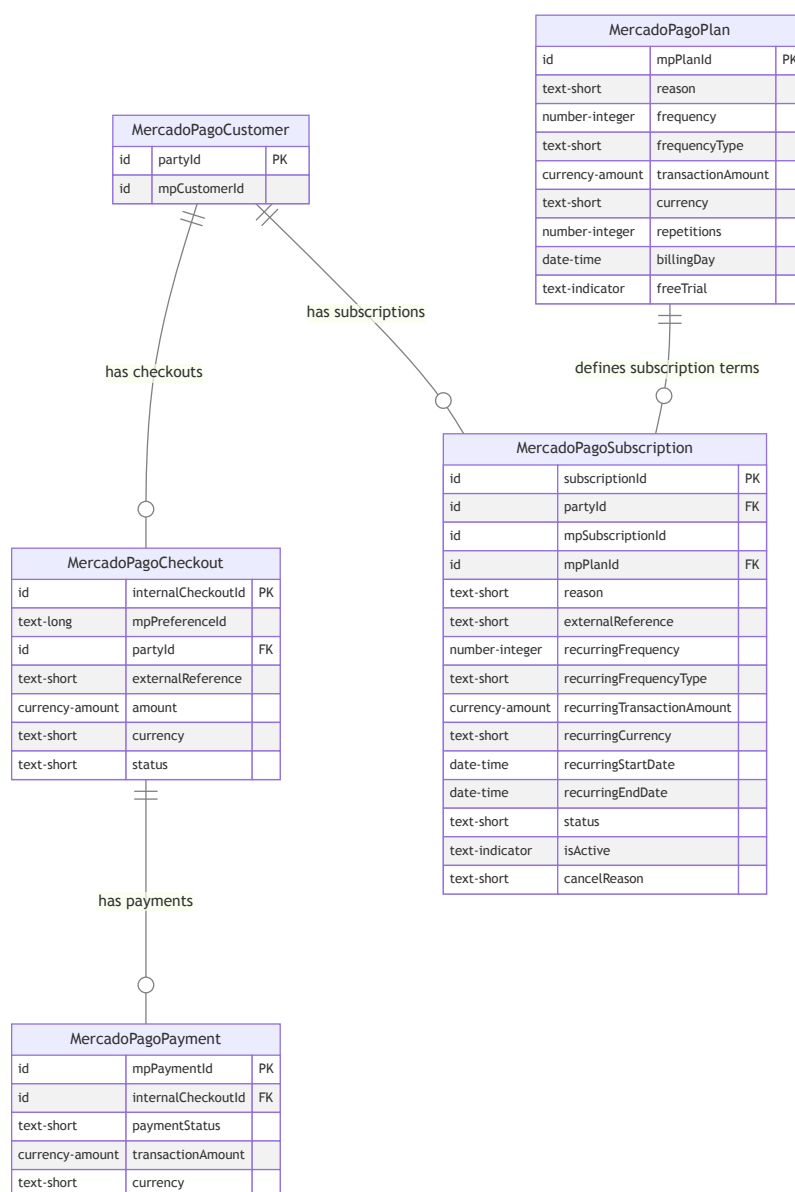 MercadoPagoPlan
id mpPlanId PK
text-short reason
number-integer frequency
text-short frequencyType
currency-amount transactionAmount
text-short currency
number-integer repetitions
date-time billingDay
text-indicator freeTrial
MercadoPagoCustomer
id partyId PK
id mpCustomerId
has subscriptions
has checkouts
defines subscription terms
MercadoPagoSubscription
id subscriptionId PK
id partyId FK
id mpSubscriptionId
id mpPlanId FK
text-short reason
text-short externalReference
number-integer recurringFrequency
text-short recurringFrequencyType
currency-amount recurringTransactionAmount
text-short recurringCurrency
date-time recurringStartDate
date-time recurringEndDate
text-short status
text-indicator isActive
text-short cancelReason
MercadoPagoCheckout
id internalCheckoutId PK
text-long mpPreferenceId
id partyId FK
text-short externalReference
currency-amount amount
text-short currency
text-short status
has payments
MercadoPagoPayment
id mpPaymentId PK
id internalCheckoutId FK
text-short paymentStatus
currency-amount transactionAmount
text-short currency